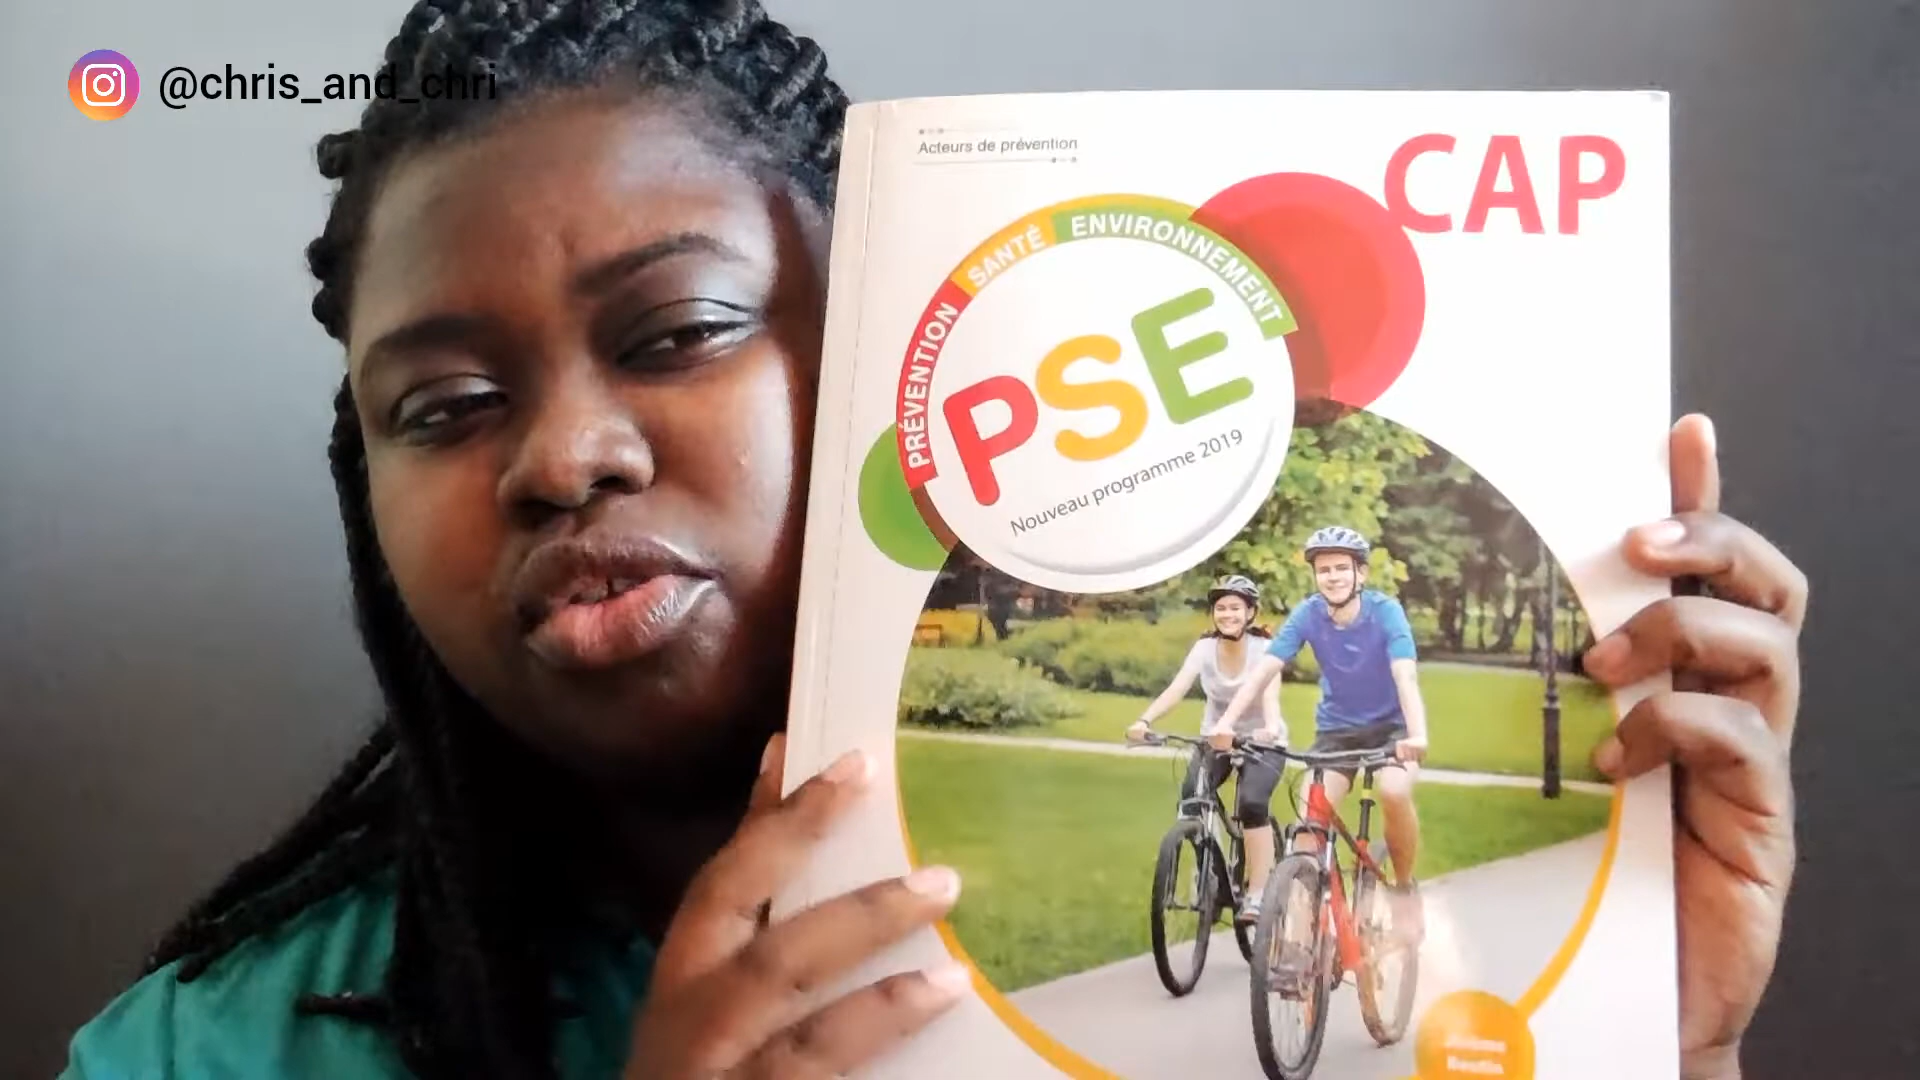 @chris_and_chri
Acteurs de prévention
CAP
PRÉVENTION SANTÉ ENVIRONNEMENT
PSE
Nouveau programme 2019